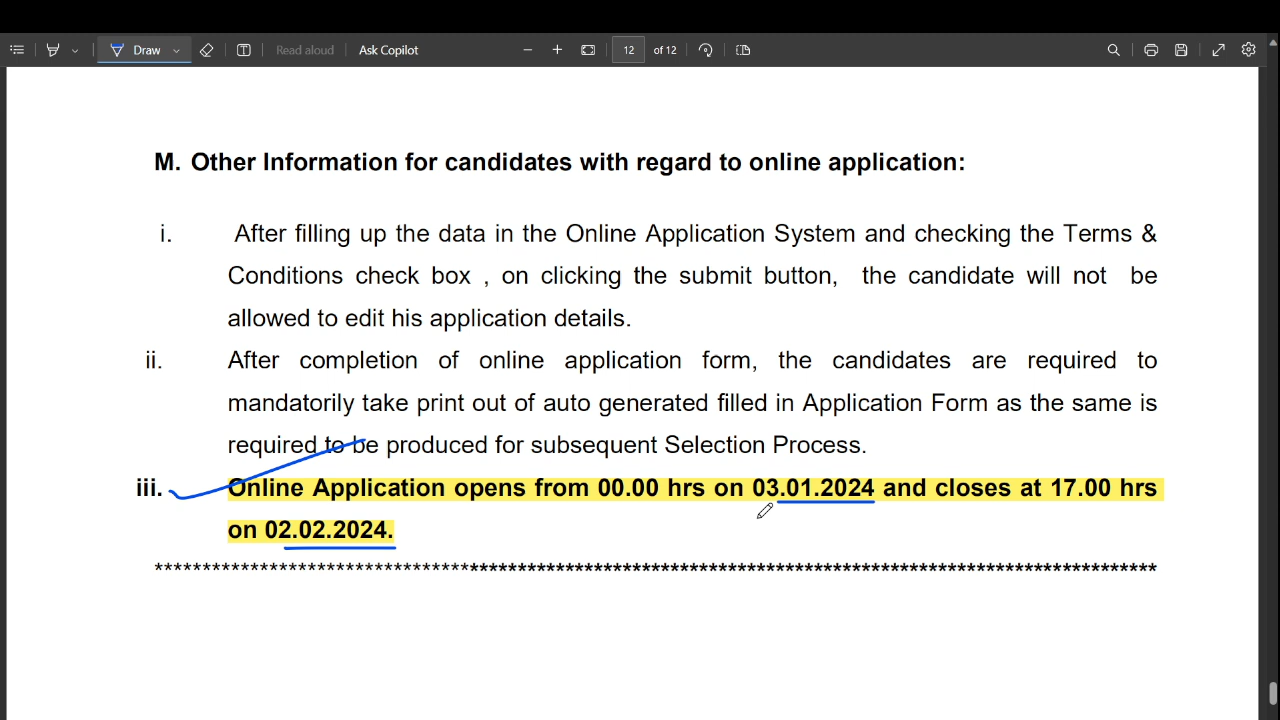 Draw Read aloud Ask Copilot 12 of 12
M. Other Information for candidates with regard to online application:
i. After filling up the data in the Online Application System and checking the Terms &
Conditions check box , on clicking the submit button, the candidate will not be
allowed to edit his application details.
ii. After completion of online application form, the candidates are required to
mandatorily take print out of auto generated filled in Application Form as the same is
required to be produced for subsequent Selection Process.
iii. Online Application opens from 00.00 hrs on 03.01.2024 and closes at 17.00 hrs
on 02.02.2024.
********************************************************************************************************